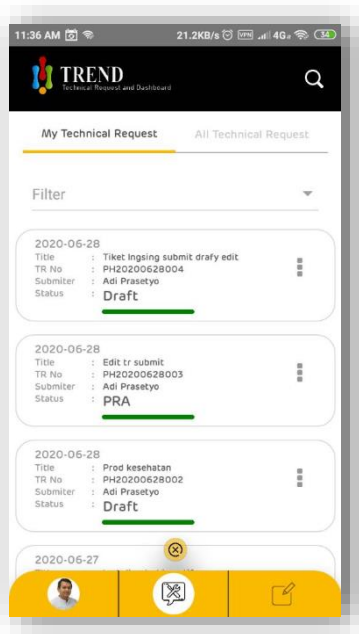 11:36 AM 21.2KB/s VPN 4G+ 34
TREND
Technical Request and Dashboard
My Technical Request All Technical Request
Filter
2020-06-28
Title : Tiket Ingsing submit drafy edit
TR No : PH20200628004
Submiter : Adi Prasetyo
Status : Draft
2020-06-28
Title : Edit tr submit
TR No : PH20200628003
Submiter : Adi Prasetyo
Status : PRA
2020-06-28
Title : Prod kesehatan
TR No : PH20200628002
Submiter : Adi Prasetyo
Status : Draft
2020-06-27